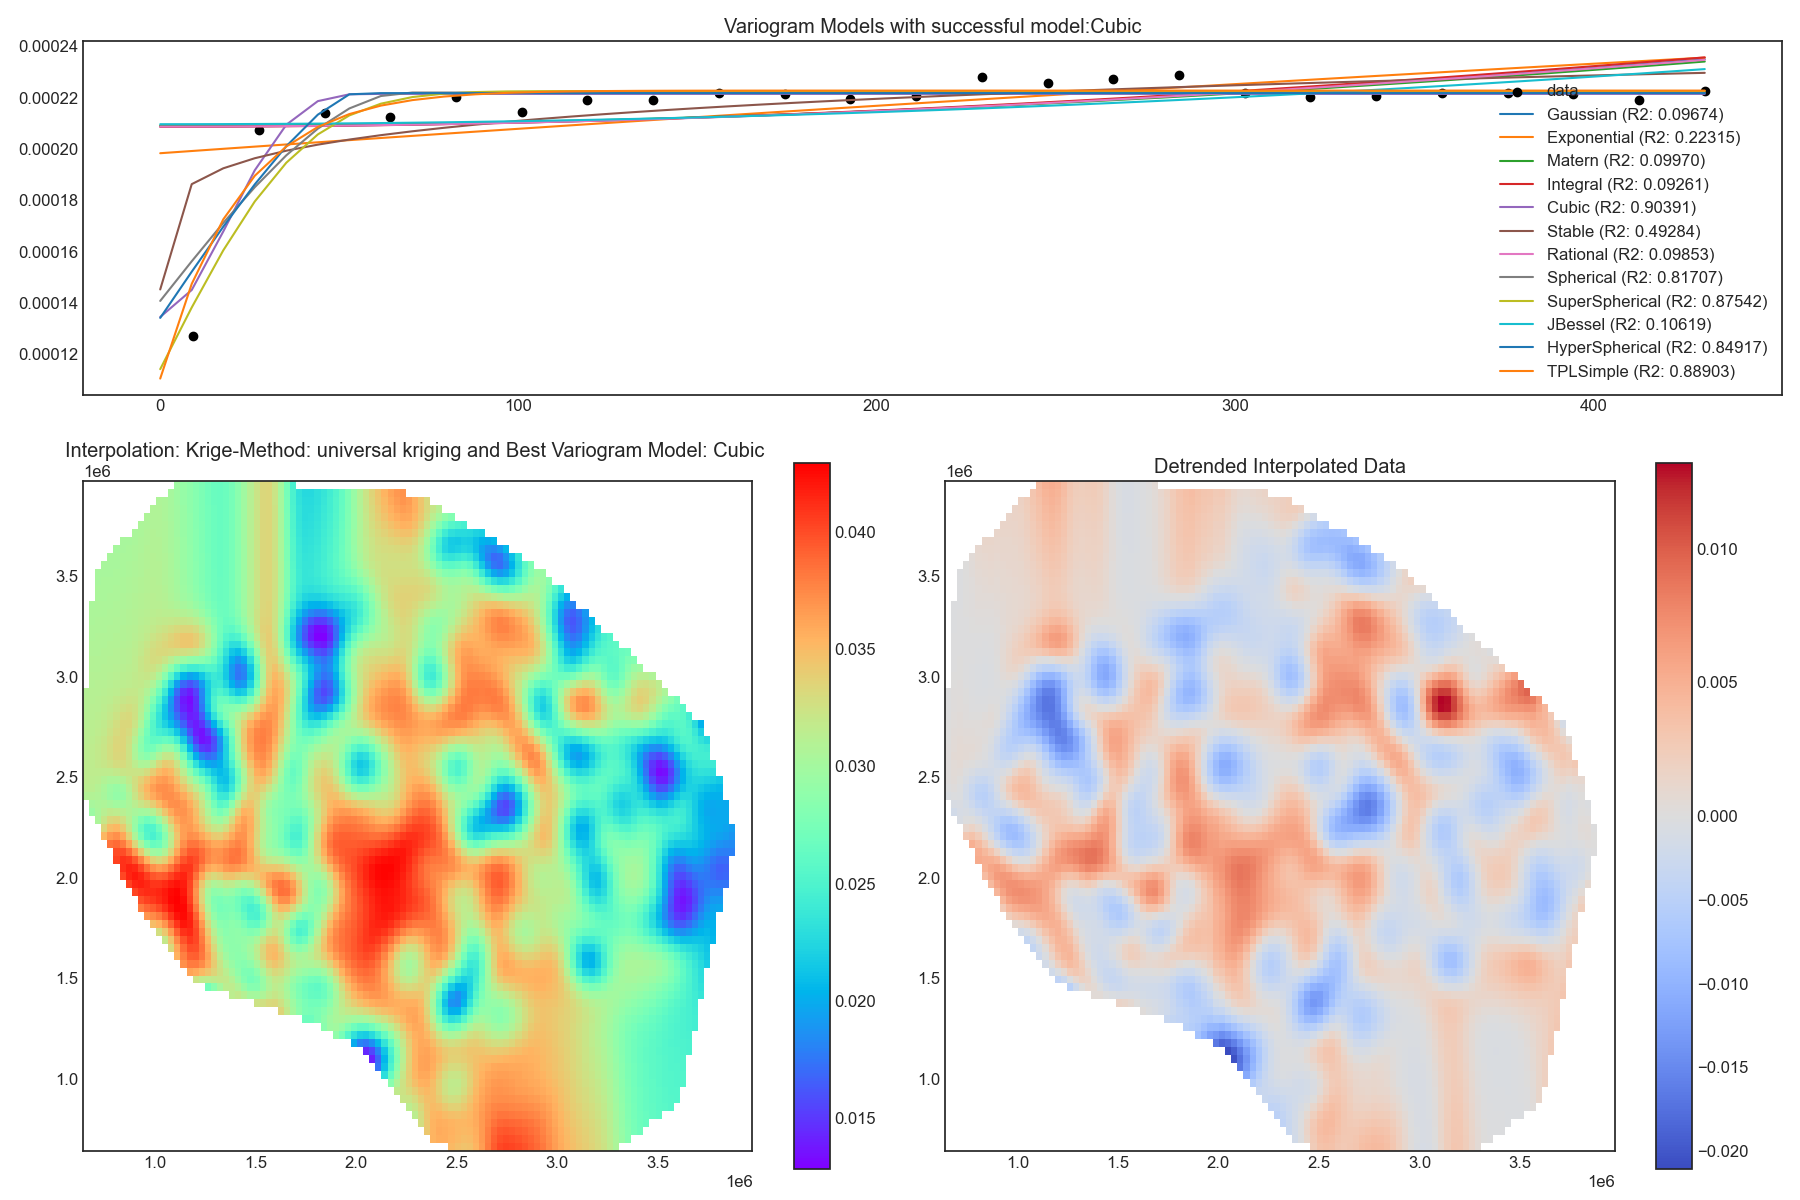 Variogram Models with successful model:Cubic
0.00024
0.00022
0.00020
0.00018
0.00016
0.00014
0.00012
data
Gaussian (R2: 0.09674)
Exponential (R2: 0.22315)
Matern (R2: 0.09970)
Integral (R2: 0.09261)
Cubic (R2: 0.90391)
Stable (R2: 0.49284)
Rational (R2: 0.09853)
Spherical (R2: 0.81707)
SuperSpherical (R2: 0.87542)
JBessel (R2: 0.10619)
HyperSpherical (R2: 0.84917)
TPLSimple (R2: 0.88903)
0 100 200 300 400
Interpolation: Krige-Method: universal kriging and Best Variogram Model: Cubic
1e6
3.5
3.0
2.5
2.0
1.5
1.0
1.0 1.5 2.0 2.5 3.0 3.5
1e6
0.040
0.035
0.030
0.025
0.020
0.015
Detrended Interpolated Data
1e6
3.5
3.0
2.5
2.0
1.5
1.0
1.0 1.5 2.0 2.5 3.0 3.5
1e6
0.010
0.005
0.000
−0.005
−0.010
−0.015
−0.020